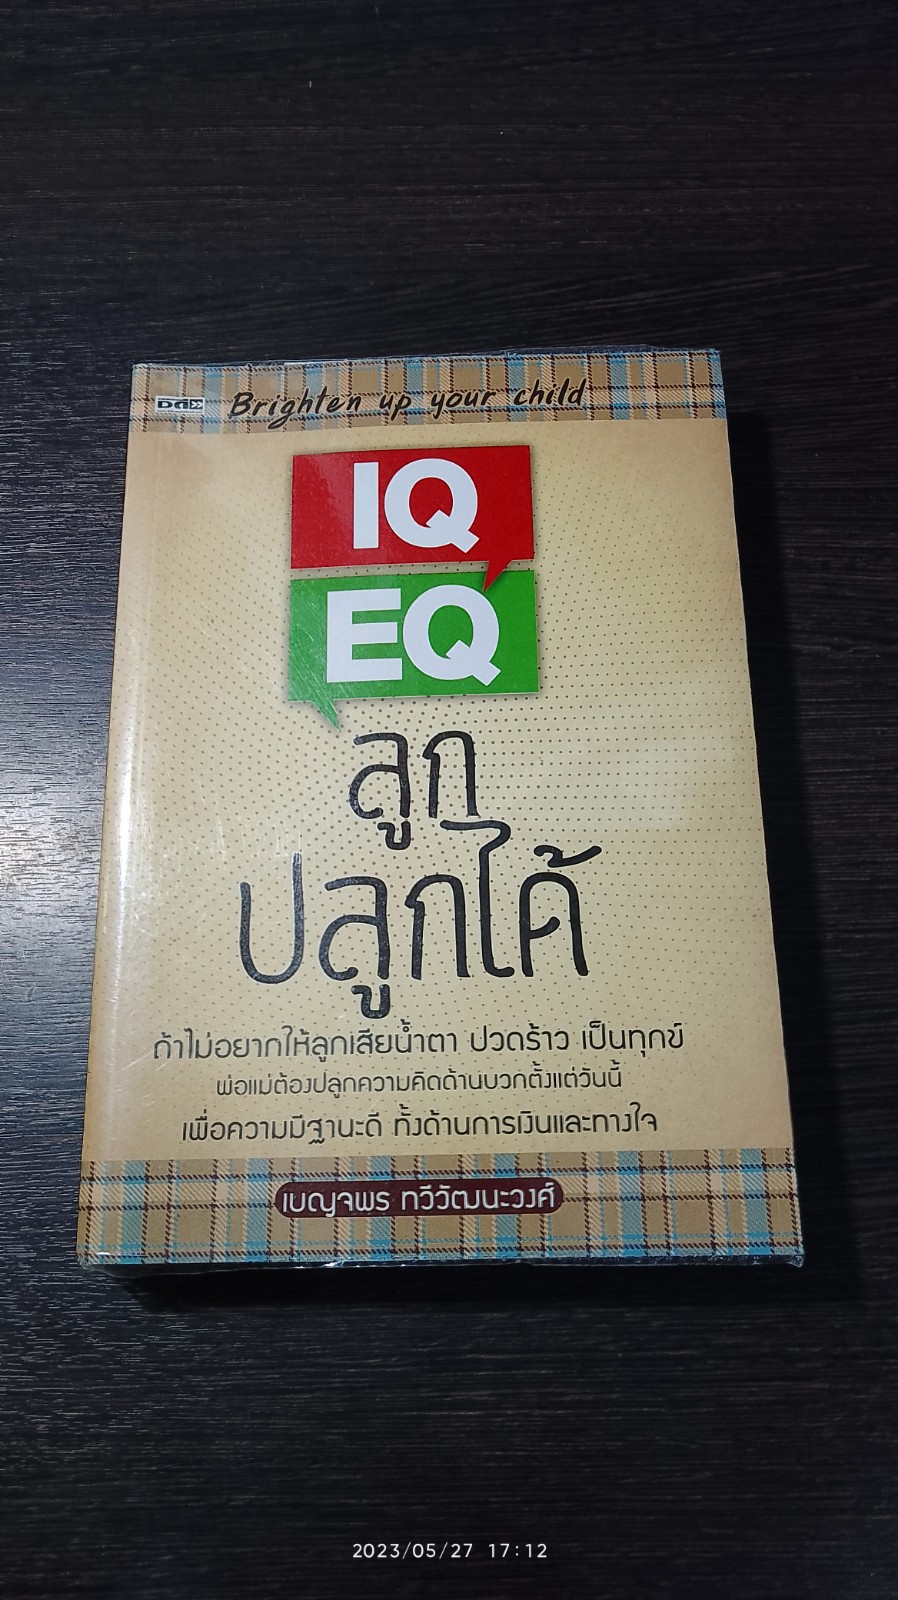 Brighten up your child
IQ
EQ
ลูก
ปลูกได้
ถ้าไม่อยากให้ลูกเสียน้ำตา ปวดร้าว เป็นทุกข์
พ่อแม่ต้องปลูกความคิดด้านบวกตั้งแต่วันนี้
เพื่อความมีฐานะดี ทั้งด้านการเงินและทางใจ
เบญจพร ทวีวัฒนะวงศ์
2023/05/27 17:12